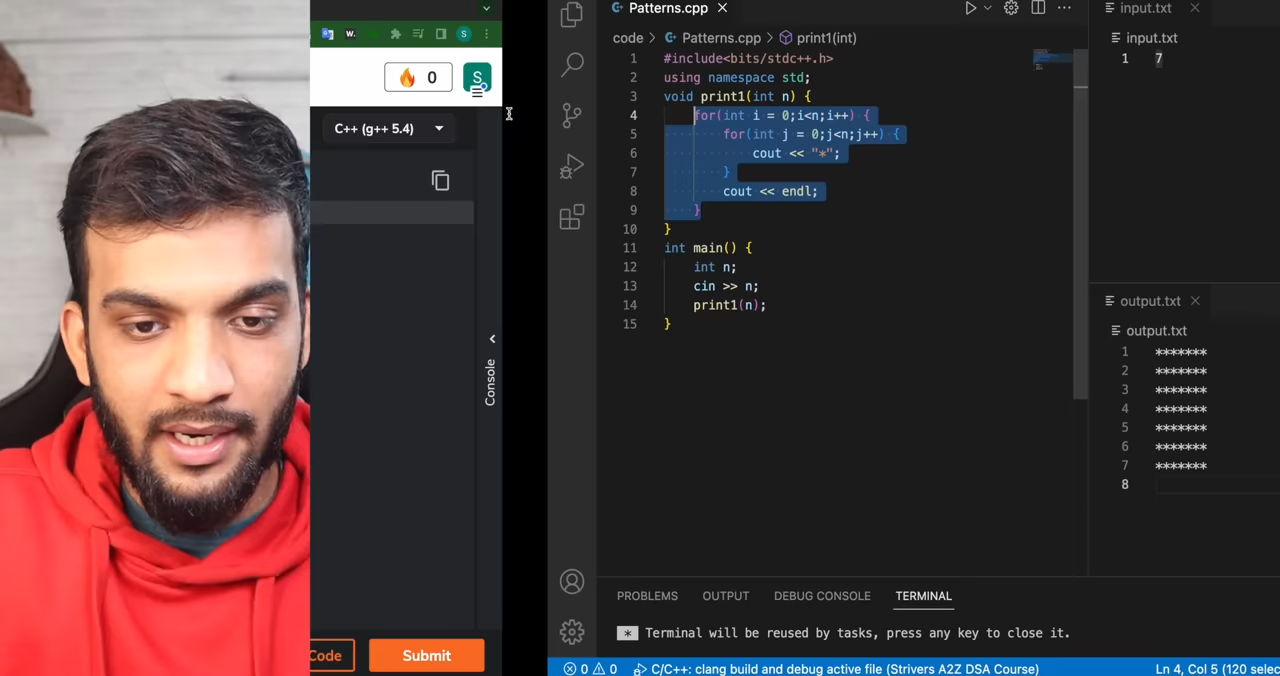 w.
S
0
S
C++ (g++ 5.4)
Console
Code
Submit
Patterns.cpp
code > Patterns.cpp > print1(int)
1 #include<bits/stdc++.h>
2 using namespace std;
3 void print1(int n) {
4 for(int i = 0;i<n;i++) {
5 for(int j = 0;j<n;j++) {
6 cout << "*";
7 }
8 cout << endl;
9 }
10 }
11 int main() {
12 int n;
13 cin >> n;
14 print1(n);
15 }
input.txt
input.txt
1 7
output.txt
output.txt
1 *******
2 *******
3 *******
4 *******
5 *******
6 *******
7 *******
8
PROBLEMS OUTPUT DEBUG CONSOLE TERMINAL
* Terminal will be reused by tasks, press any key to close it.
0 0 C/C++: clang build and debug active file (Strivers A2Z DSA Course) Ln 4, Col 5 (120 selec